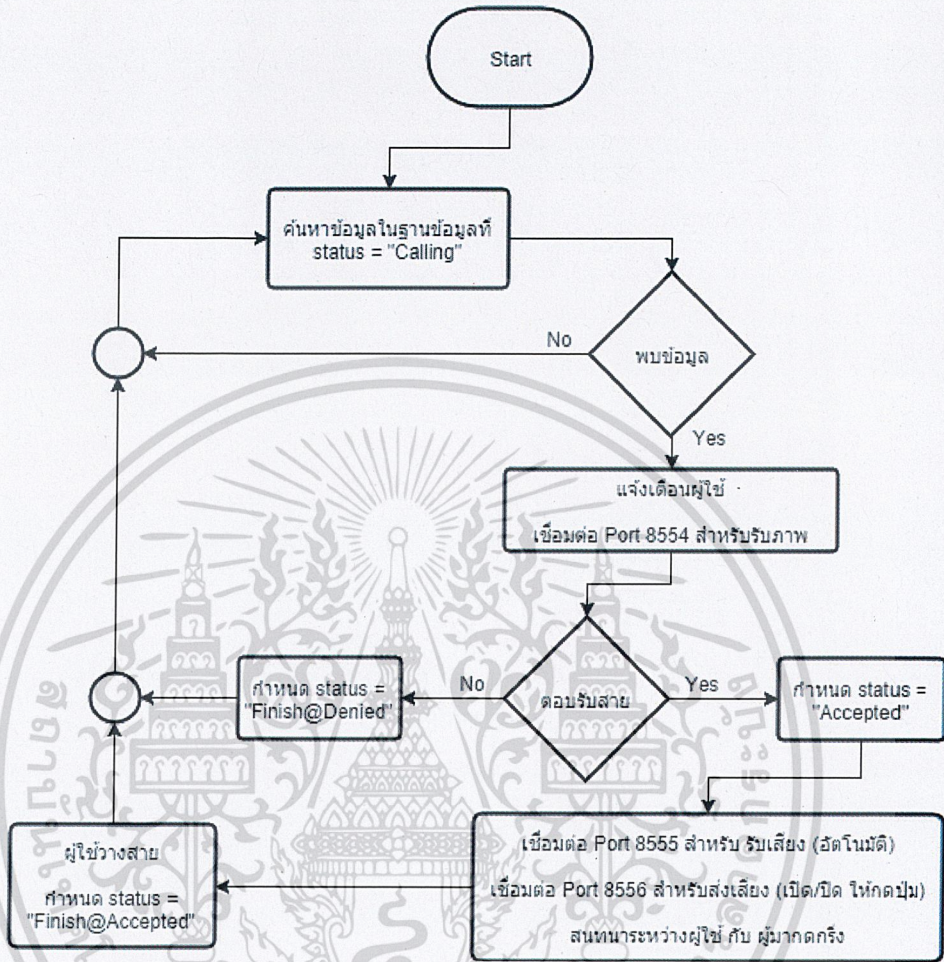 Start
ค้นหาข้อมูลในฐานข้อมูลที่
status = "Calling"
No
พบข้อมูล
Yes
แจ้งเตือนผู้ใช้
เชื่อมต่อ Port 8554 สำหรับรับภาพ
กำหนด status =
"Finish@Denied"
No
ตอบรับสาย
Yes
กำหนด status =
"Accepted"
ผู้ใช้วางสาย
กำหนด status =
"Finish@Accepted"
เชื่อมต่อ Port 8555 สำหรับ รับเสียง (อัตโนมัติ)
เชื่อมต่อ Port 8556 สำหรับส่งเสียง (เปิด/ปิด ให้กดปุ่ม)
สนทนาระหว่างผู้ใช้ กับ ผู้มากดกริ่ง